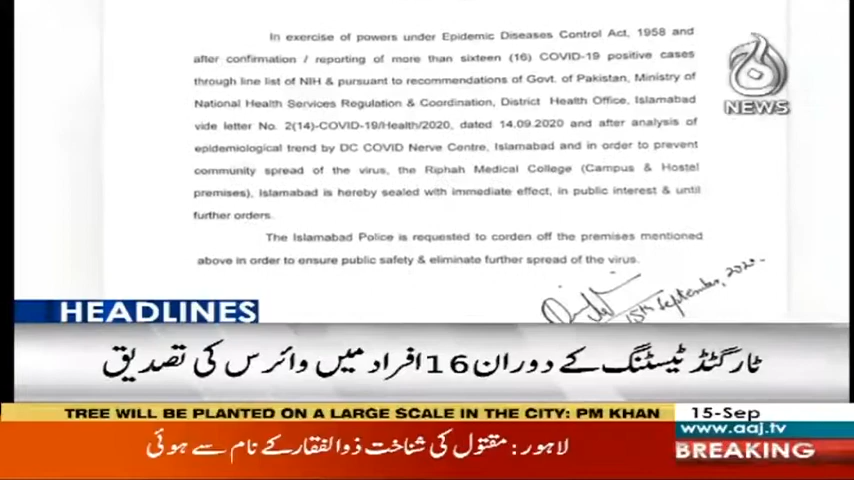 In exercise of powers under Epidemic Diseases Control Act, 1958 and
after confirmation / reporting of more than sixteen (16) COVID-19 positive cases
through line list of NIH & pursuant to recommendations of Govt. of Pakistan, Ministry of
National Health Services Regulation & Coordination, District Health Office, Islamabad
vide letter No. 2(14)-COVID-19/Health/2020, dated 14.09.2020 and after analysis of
epidemiological trend by DC COVID Nerve Centre, Islamabad and in order to prevent
community spread of the virus, the Riphah Medical College (Campus & Hostel
premises), Islamabad is hereby sealed with immediate effect, in public interest & until
further orders.
The Islamabad Police is requested to corden off the premises mentioned
above in order to ensure public safety & eliminate further spread of the virus.
15th September, 2020.
NEWS
HEADLINES
ٹارگٹڈ ٹیسٹنگ کے دوران 16 افراد میں وائرس کی تصدیق
TREE WILL BE PLANTED ON A LARGE SCALE IN THE CITY: PM KHAN
15-Sep
www.aaj.tv
لاہور: مقتول کی شناخت ذوالفقار کے نام سے ہوئی
BREAKING